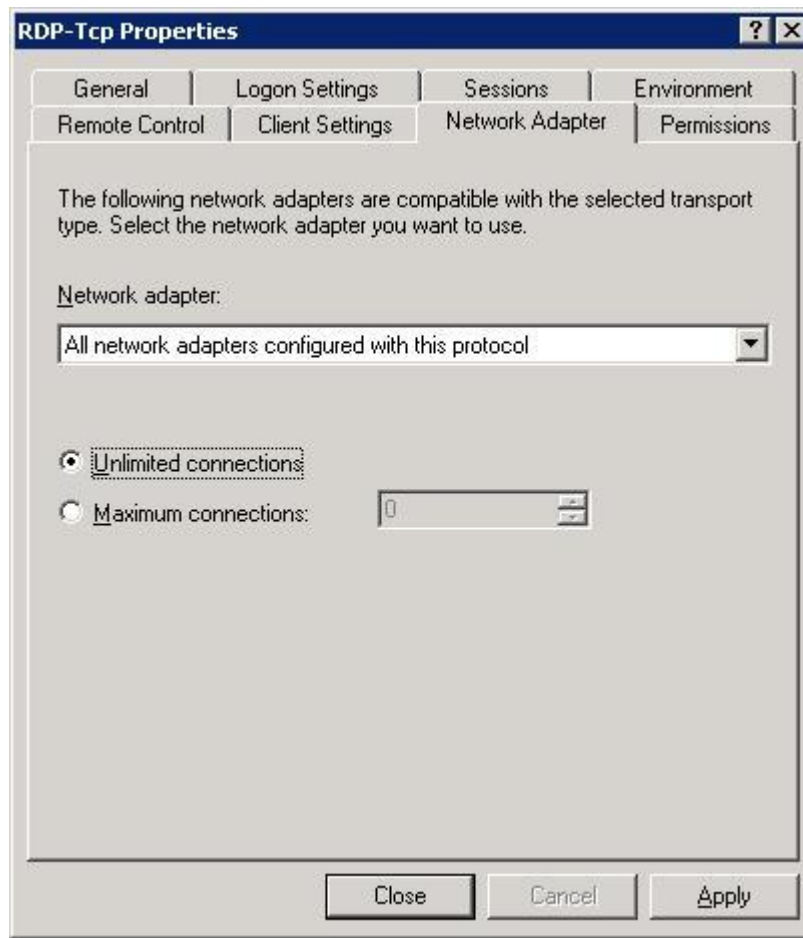 RDP-Tcp Properties
General
Logon Settings
Sessions
Environment
Remote Control
Client Settings
Network Adapter
Permissions
The following network adapters are compatible with the selected transport
type. Select the network adapter you want to use.
Network adapter:
All network adapters configured with this protocol
Unlimited connections
Maximum connections:
0
Close
Cancel
Apply